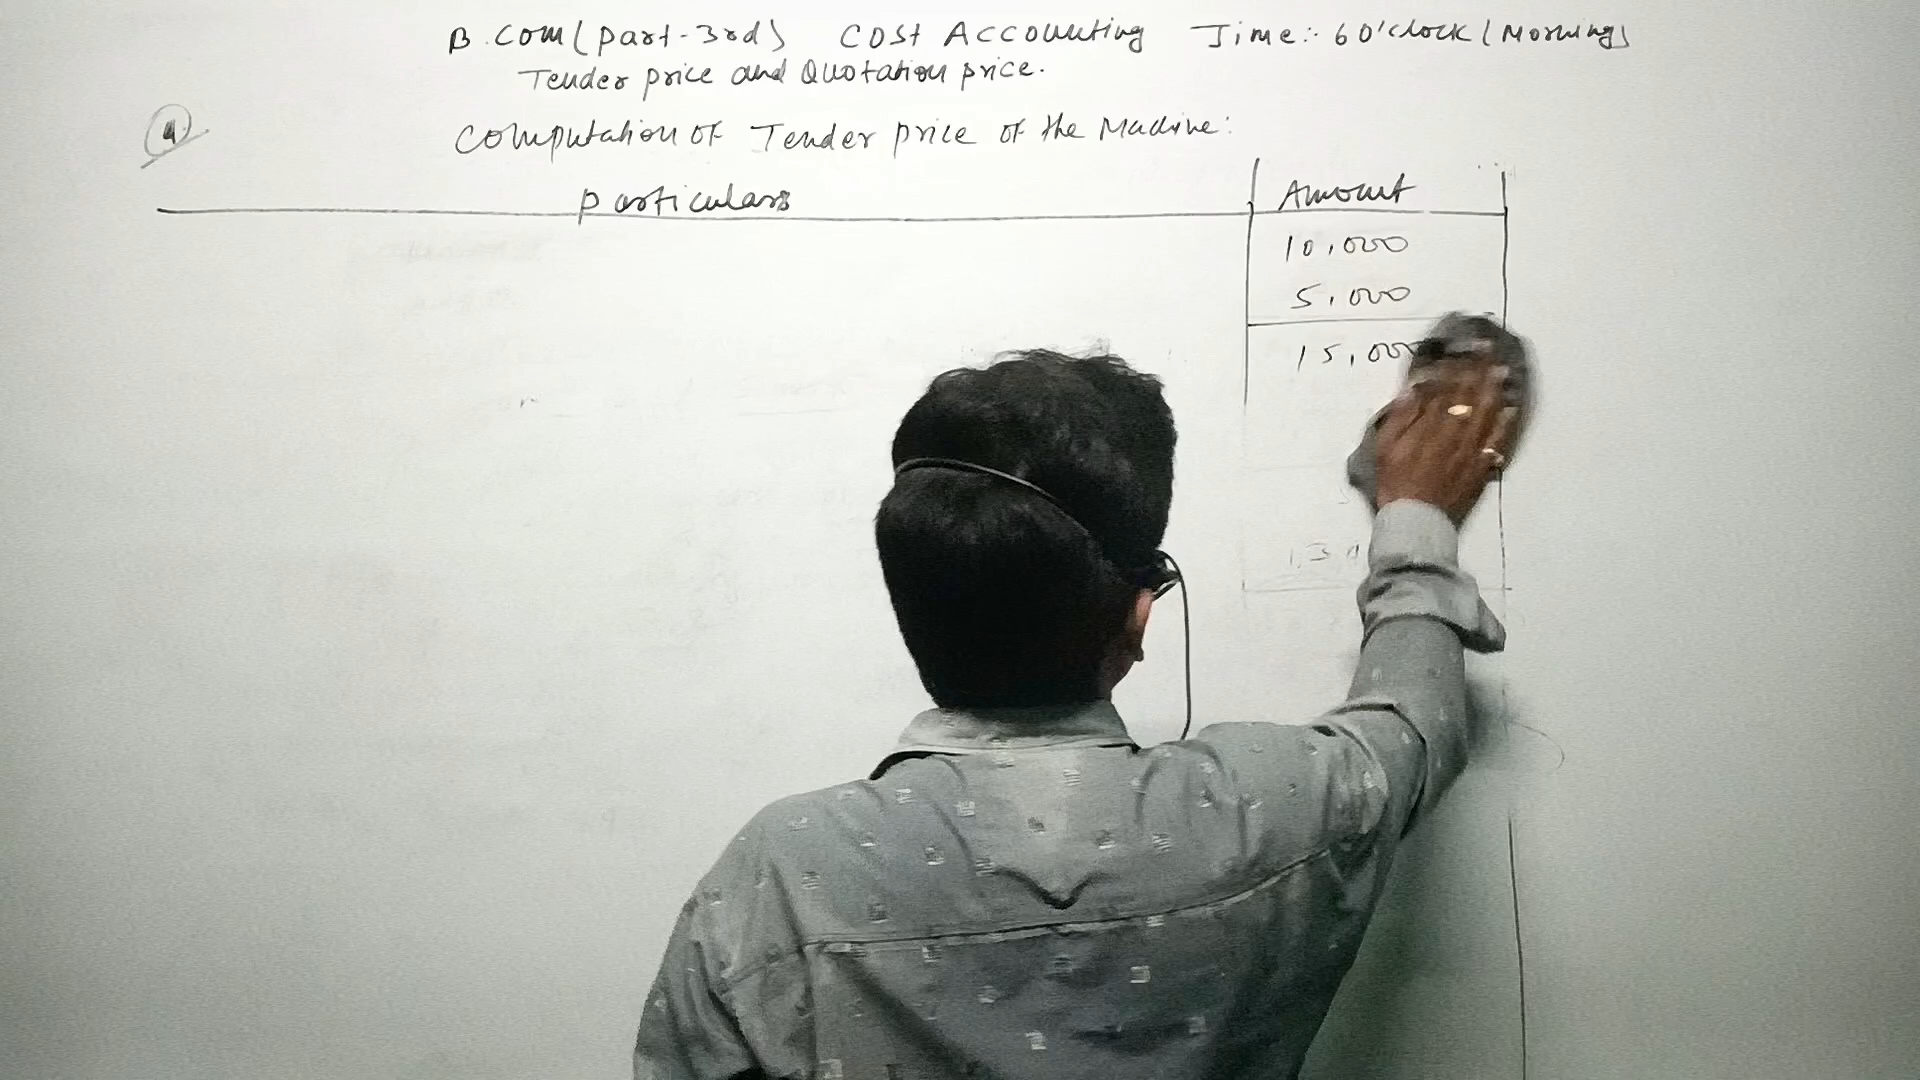 B.Com (Part-3rd) Cost Accounting Time:- 6 O'clock (Morning)
Tender price and Quotation price.
4
Computation of Tender price of the Machine:
Particulars Amount
10,000
5,000
15,000